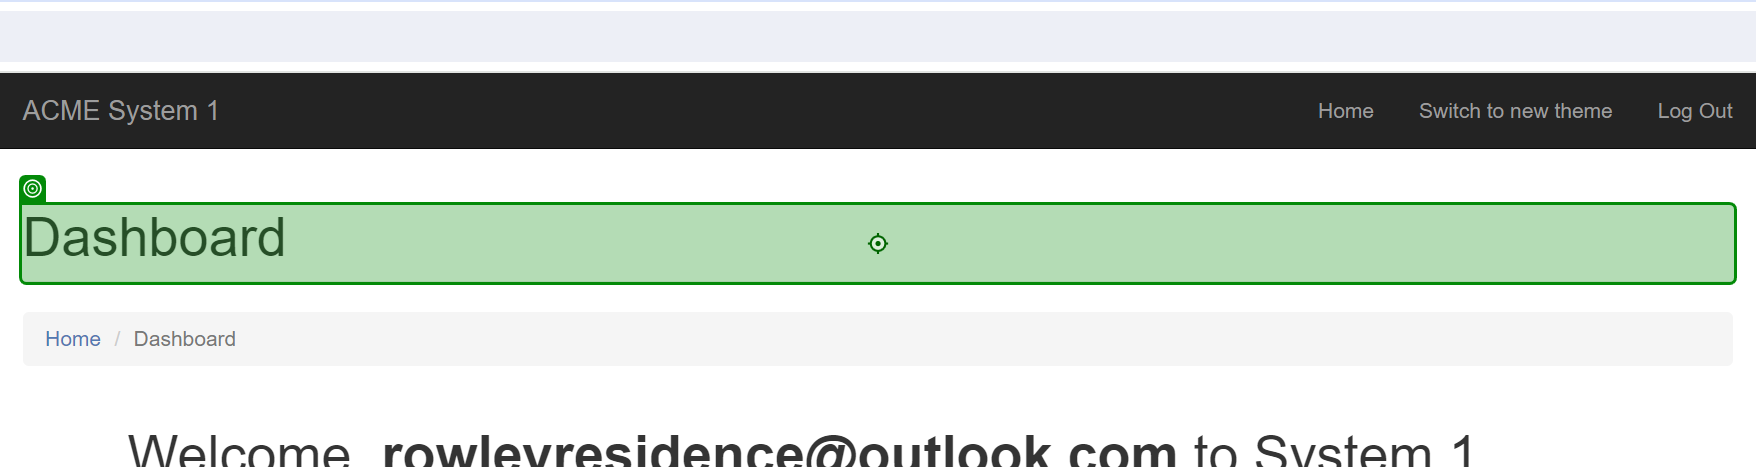 ACME System 1 Home Switch to new theme Log Out
Dashboard
Home / Dashboard
Welcome, rowleyresidence@outlook.com to System 1